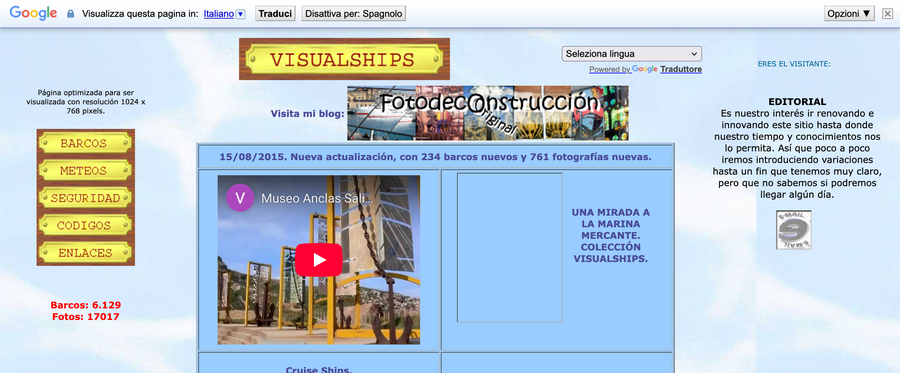 Google Visualizza questa pagina in: Italiano Traduci Disattiva per: Spagnolo Opzioni ▼
VISUALSHIPS
Seleziona lingua
Powered by Google Traduttore
ERES EL VISITANTE:
Página optimizada para ser
visualizada con resolución 1024 x
768 pixels.
Visita mi blog:
FotodecConstrucción
Original
BARCOS
METEOS
SEGURIDAD
CODIGOS
ENLACES
Barcos: 6.129
Fotos: 17017
15/08/2015. Nueva actualización, con 234 barcos nuevos y 761 fotografías nuevas.
V Museo Anclas Sali...
UNA MIRADA A
LA MARINA
MERCANTE.
COLECCIÓN
VISUALSHIPS.
Cruise Ships.
EDITORIAL
Es nuestro interés ir renovando e
innovando este sitio hasta donde
nuestro tiempo y conocimientos nos
lo permita. Así que poco a poco
iremos introduciendo variaciones
hasta un fin que tenemos muy claro,
pero que no sabemos si podremos
llegar algún día.
E-MAIL